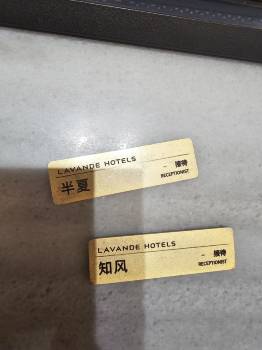 LAVANDE HOTELS
接待
半夏
RECEPTIONIST
LAVANDE HOTELS
接待
知风
RECEPTIONIST